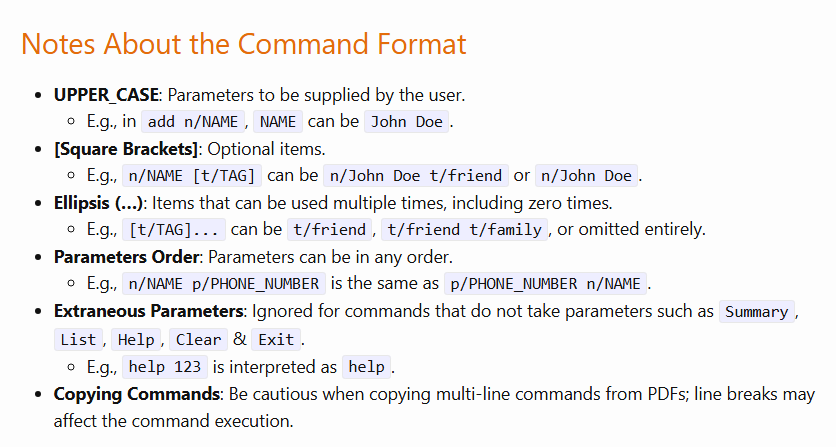 Notes About the Command Format
• UPPER_CASE: Parameters to be supplied by the user.
◦ E.g., in add n/NAME, NAME can be John Doe.
• [Square Brackets]: Optional items.
◦ E.g., n/NAME [t/TAG] can be n/John Doe t/friend or n/John Doe.
• Ellipsis (…): Items that can be used multiple times, including zero times.
◦ E.g., [t/TAG]... can be t/friend, t/friend t/family, or omitted entirely.
• Parameters Order: Parameters can be in any order.
◦ E.g., n/NAME p/PHONE_NUMBER is the same as p/PHONE_NUMBER n/NAME.
• Extraneous Parameters: Ignored for commands that do not take parameters such as Summary,
List, Help, Clear & Exit.
◦ E.g., help 123 is interpreted as help.
• Copying Commands: Be cautious when copying multi-line commands from PDFs; line breaks may
affect the command execution.